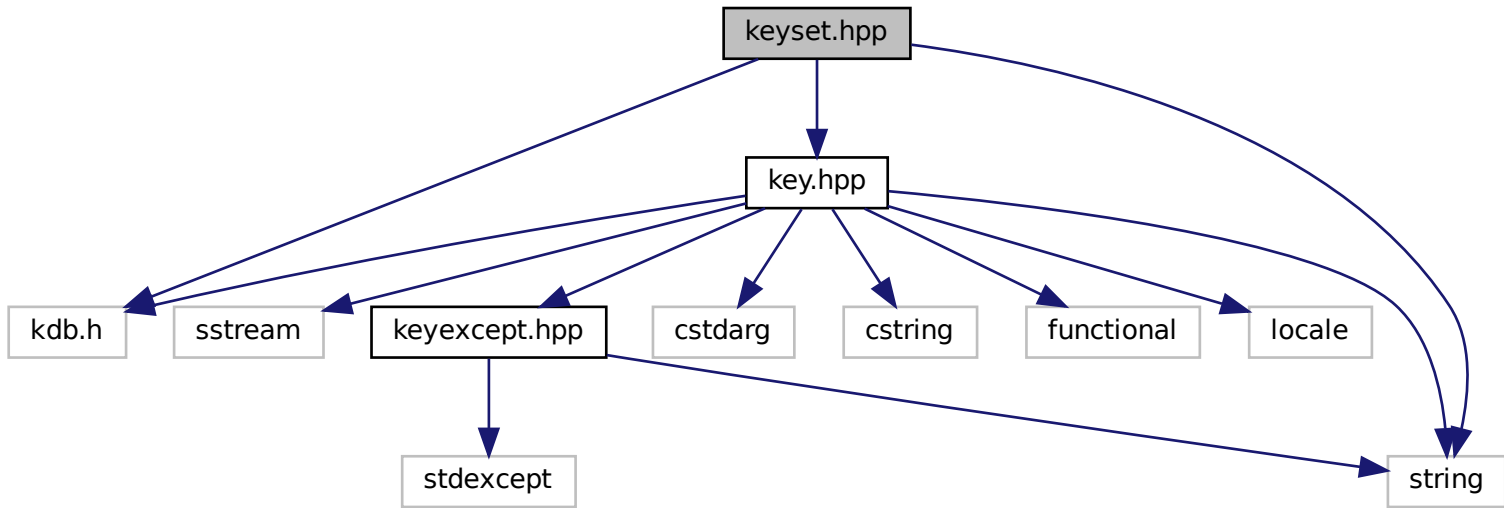 keyset.hpp
key.hpp
kdb.h
sstream
keyexcept.hpp
cstdarg
cstring
functional
locale
stdexcept
string